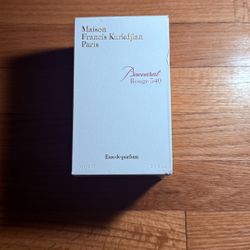 Maison
Francis Kurkdjian
Paris
Baccarat
Rouge 540
Eau de parfum